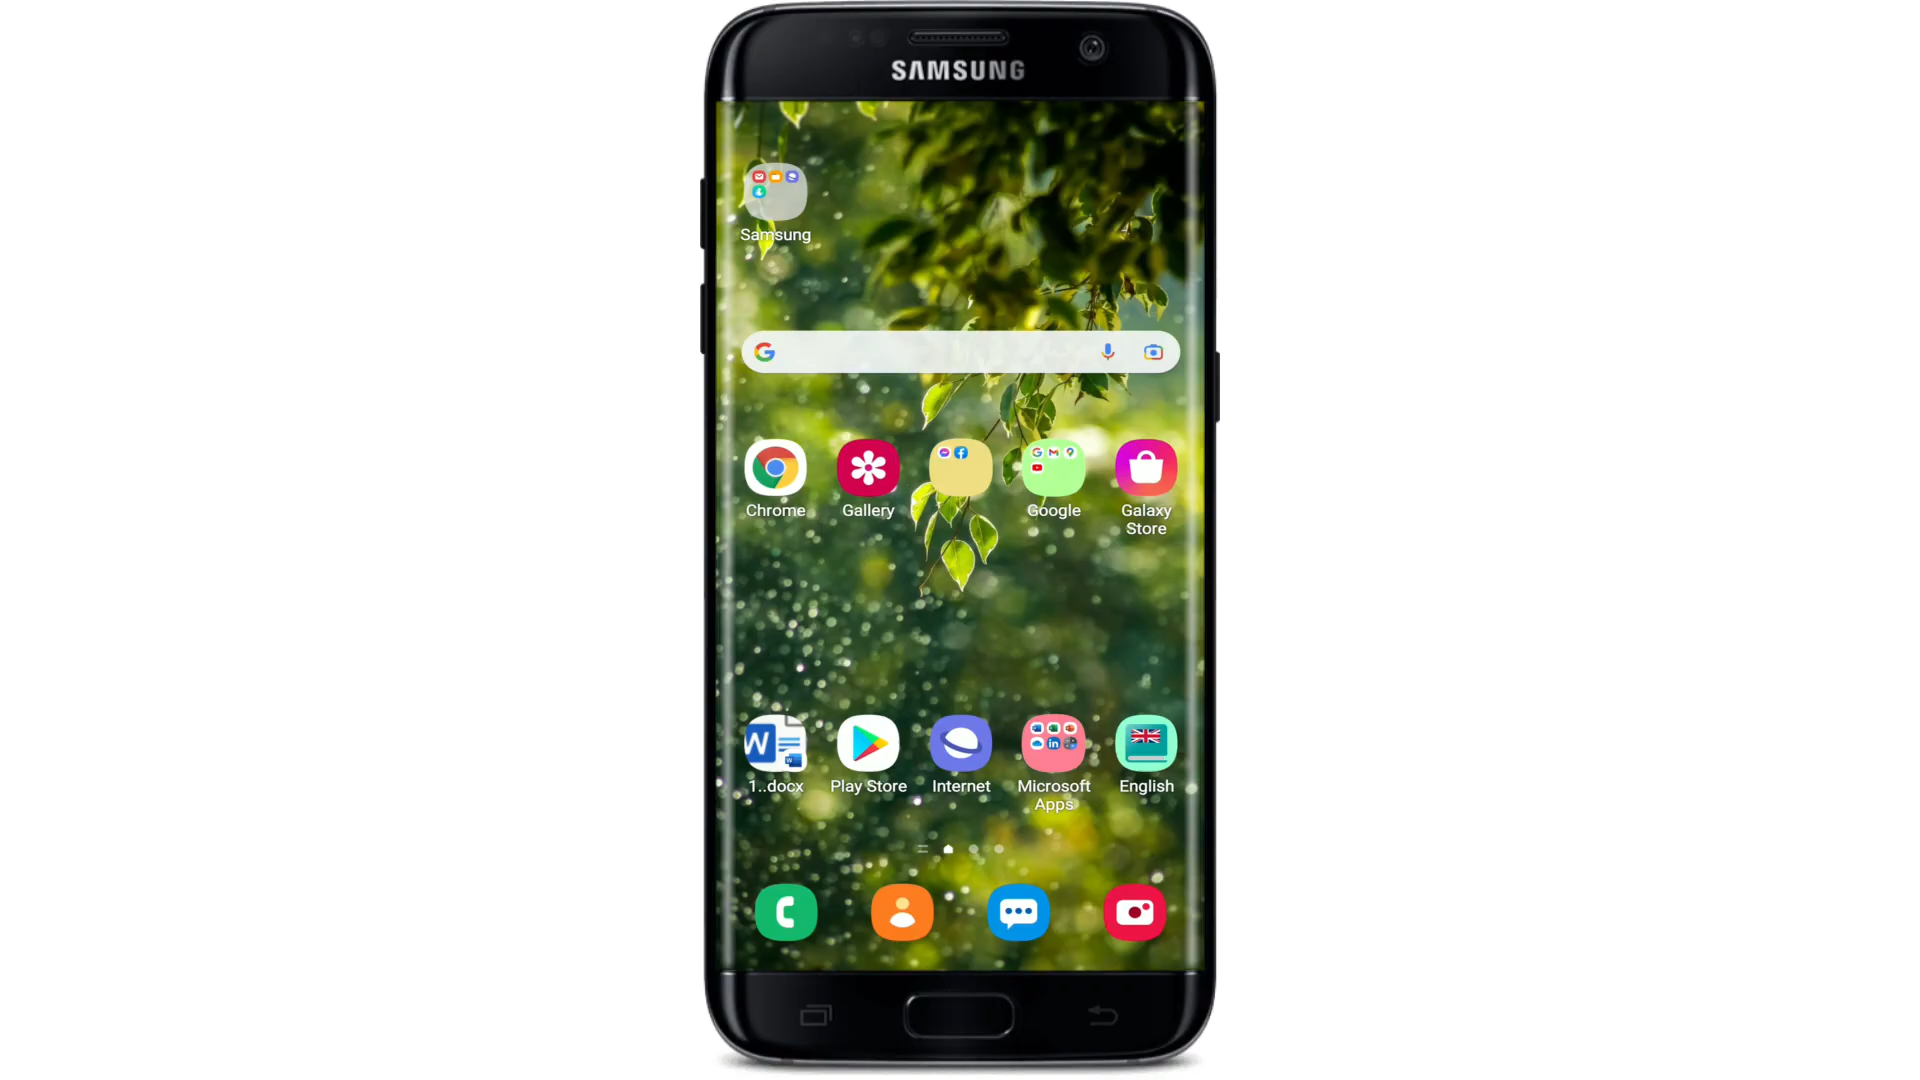 SAMSUNG
Samsung
Chrome
Gallery
Google
Galaxy
Store
1..docx
Play Store
Internet
Microsoft
Apps
English